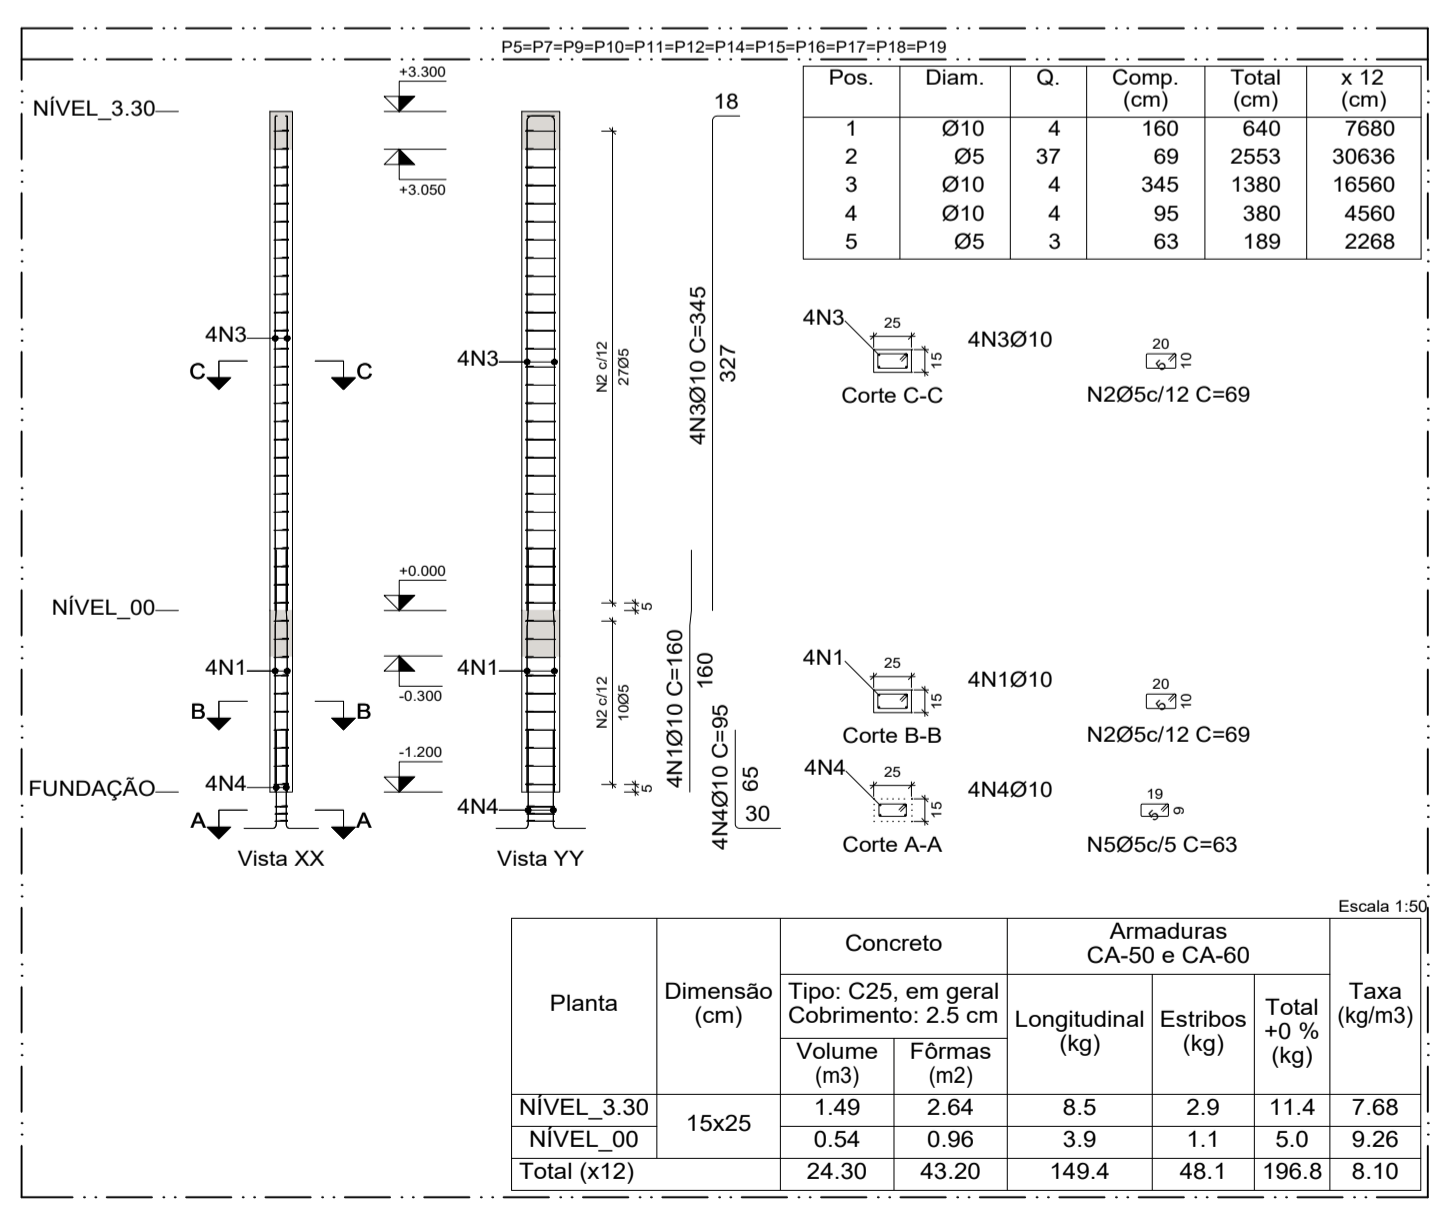 P5=P7=P9=P10=P11=P12=P14=P15=P16=P17=P18=P19
NÍVEL_3.30
+3.300
+3.050
4N3
C
C
+0.000
NÍVEL_00
4N1
-0.300
B
B
-1.200
FUNDAÇÃO
4N4
A
A
Vista XX
4N3
4N1
4N4
Vista YY
N2 c/12
27Ø5
5
N2 c/12
10Ø5
5
18
4N3Ø10 C=345
327
4N1Ø10 C=160
160
4N4Ø10 C=95
65
30
Pos. Diam. Q. Comp. (cm) Total (cm) x 12 (cm)
1 Ø10 4 160 640 7680
2 Ø5 37 69 2553 30636
3 Ø10 4 345 1380 16560
4 Ø10 4 95 380 4560
5 Ø5 3 63 189 2268
4N3
25
15
4N3Ø10
Corte C-C
20
10
5
N2Ø5c/12 C=69
4N1
25
15
4N1Ø10
Corte B-B
20
10
5
N2Ø5c/12 C=69
4N4
25
15
4N4Ø10
Corte A-A
19
9
5
N5Ø5c/5 C=63
Escala 1:50
Planta
Dimensão
(cm)
Concreto
Tipo: C25, em geral
Cobrimento: 2.5 cm
Volume
(m3)
Fôrmas
(m2)
Armaduras
CA-50 e CA-60
Longitudinal
(kg)
Estribos
(kg)
Total
+0 %
(kg)
Taxa
(kg/m3)
NÍVEL_3.30 15x25 1.49 2.64 8.5 2.9 11.4 7.68
NÍVEL_00 0.54 0.96 3.9 1.1 5.0 9.26
Total (x12) 24.30 43.20 149.4 48.1 196.8 8.10